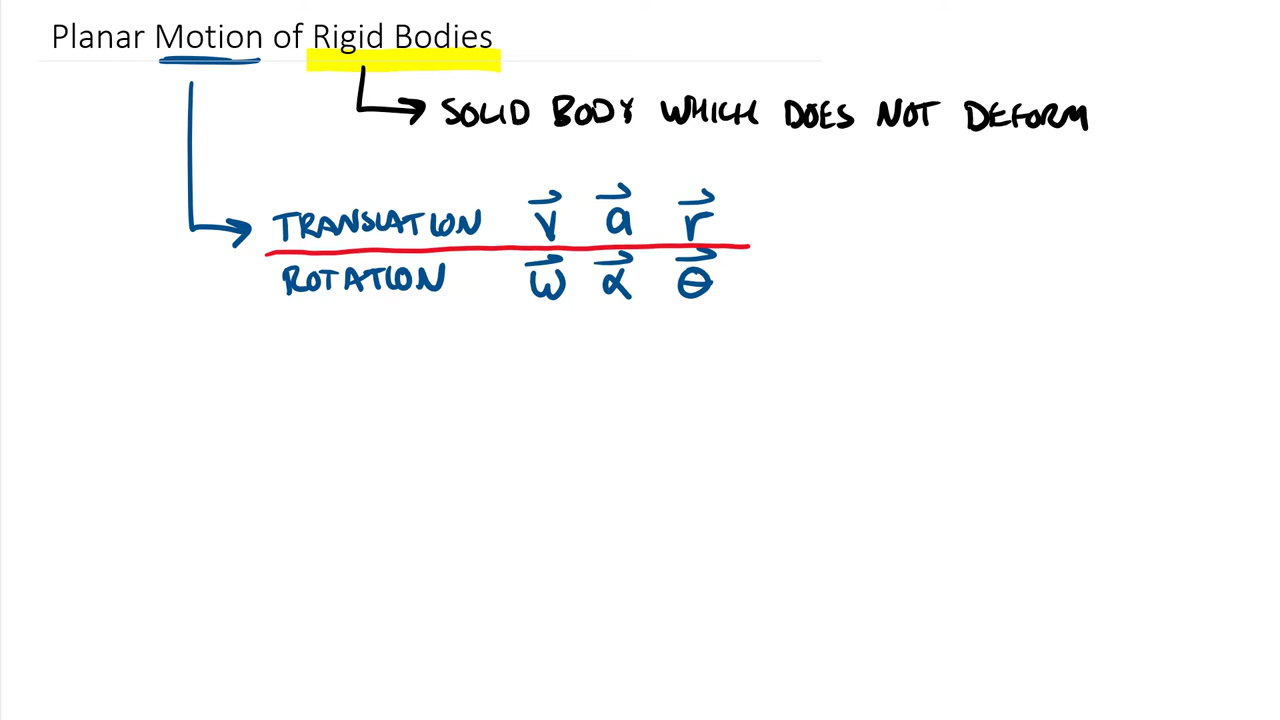 Planar Motion of Rigid Bodies
SOLID BODY WHICH DOES NOT DEFORM
TRANSLATION v⃗ a⃗ r⃗
ROTATION ω⃗ α⃗ θ⃗